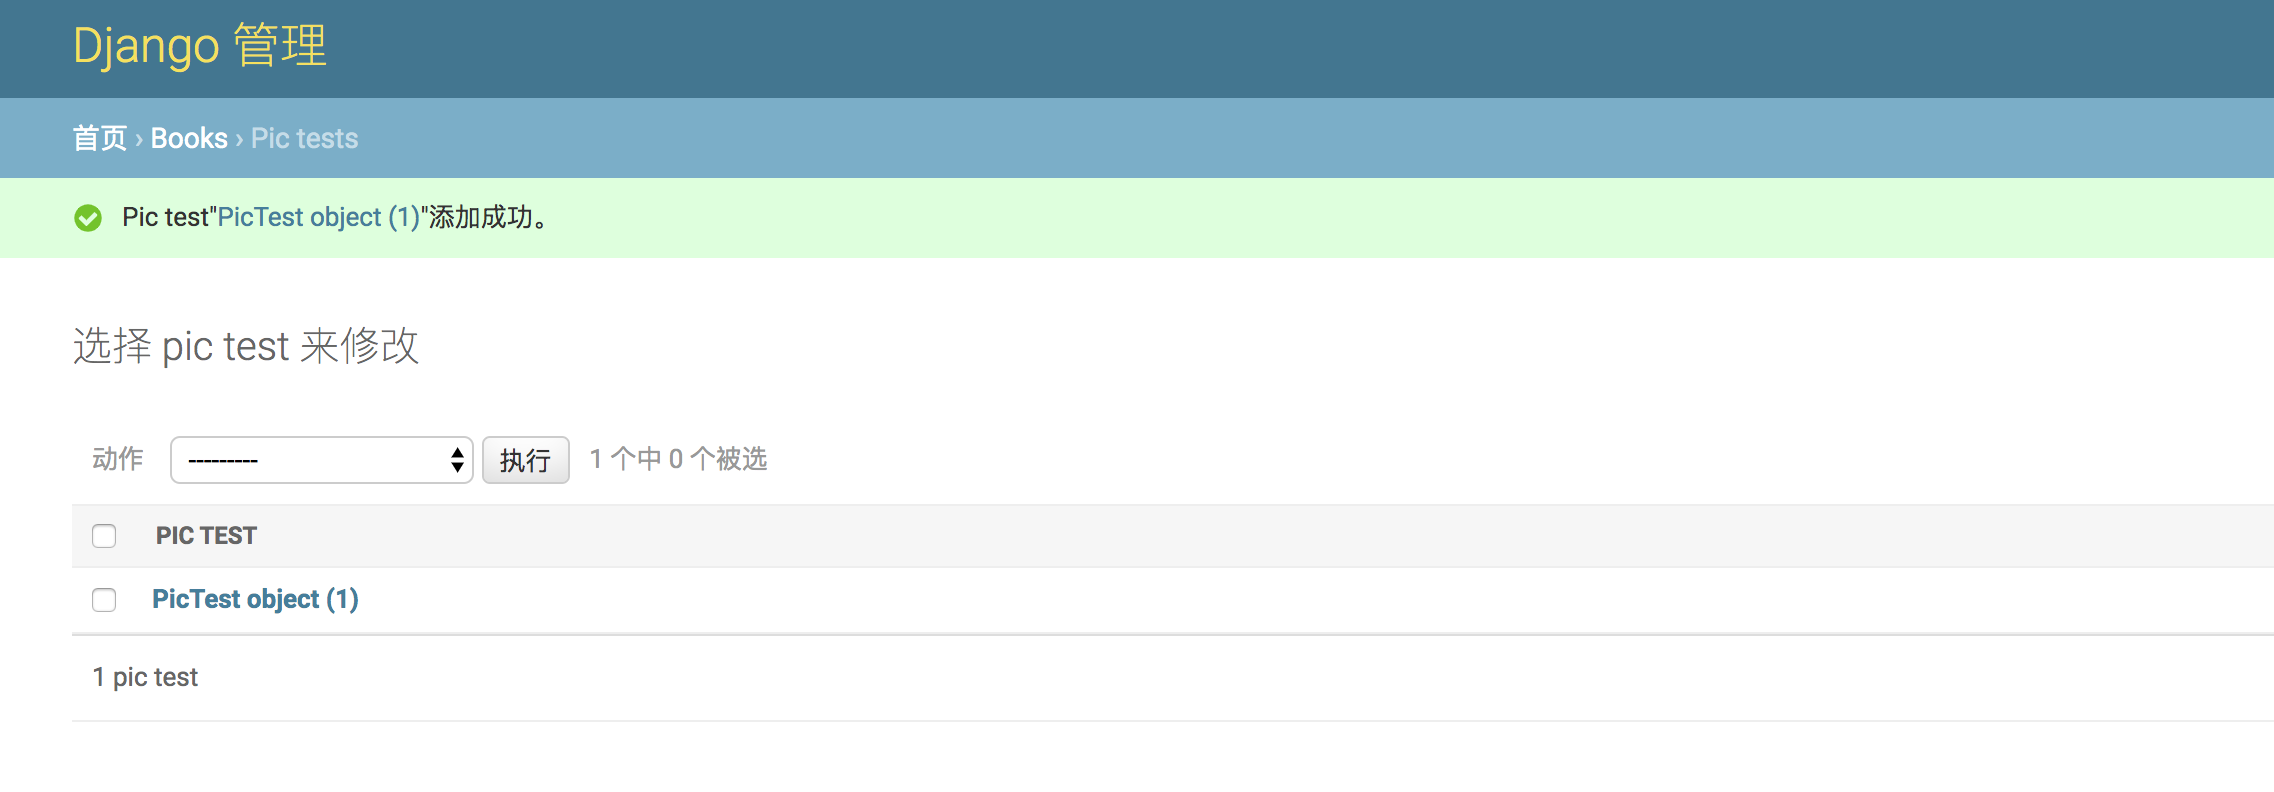 Django 管理
首页 › Books › Pic tests
Pic test"PicTest object (1)"添加成功。
选择 pic test 来修改
动作 --------- 执行 1 个中 0 个被选
PIC TEST
PicTest object (1)
1 pic test